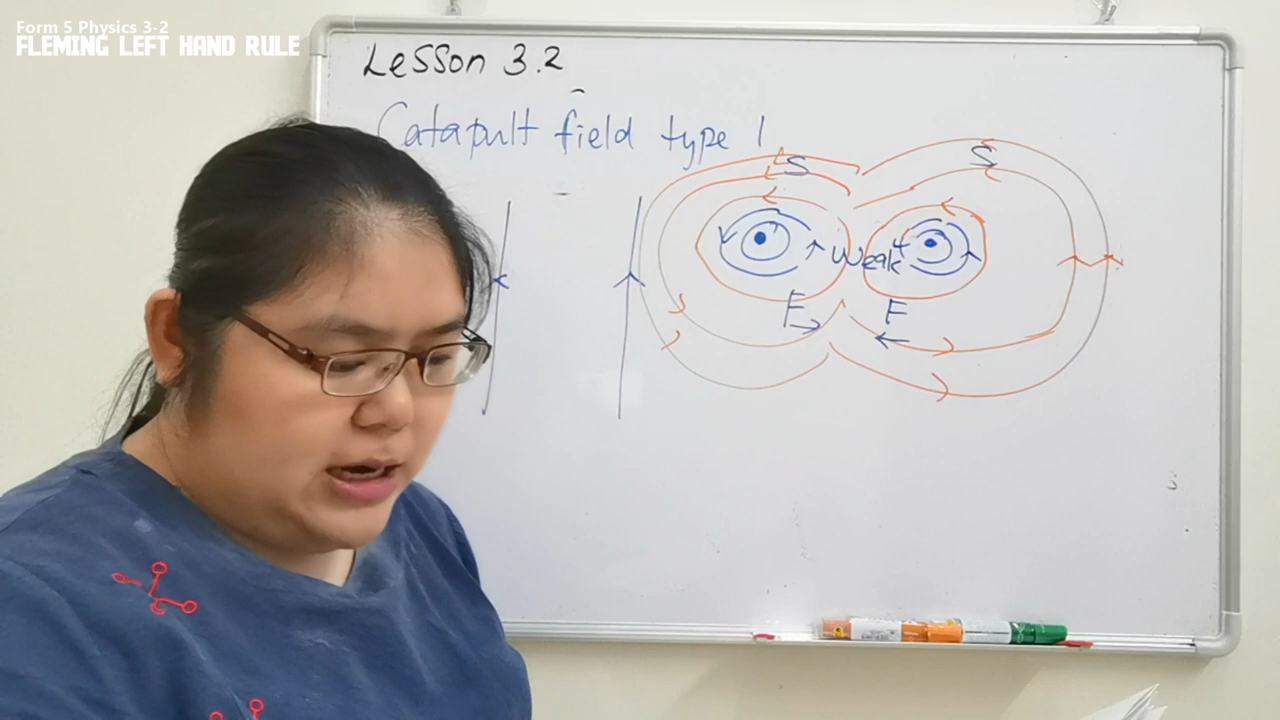 Form 5 Physics 3-2
FLEMING LEFT HAND RULE
Lesson 3.2
Catapult field type 1
S
S
Weak
F
F